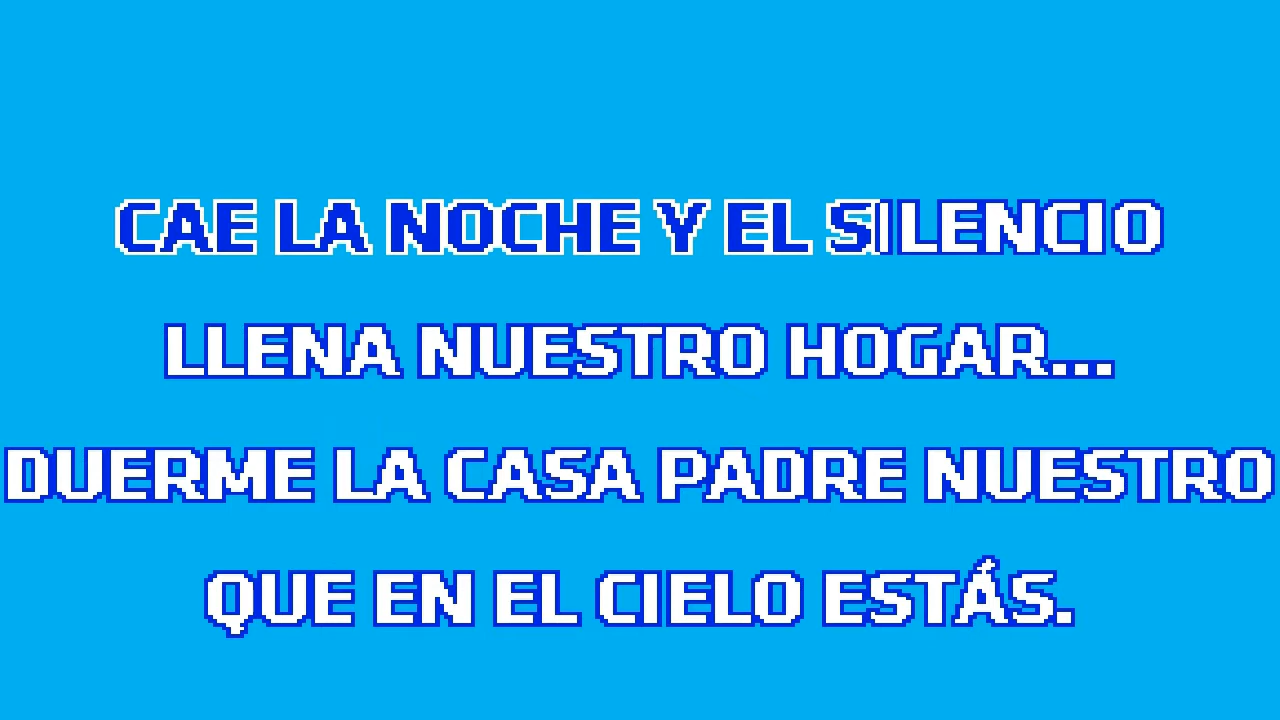 CAE LA NOCHE Y EL SILENCIO
LLENA NUESTRO HOGAR...
DUERME LA CASA PADRE NUESTRO
QUE EN EL CIELO ESTÁS.